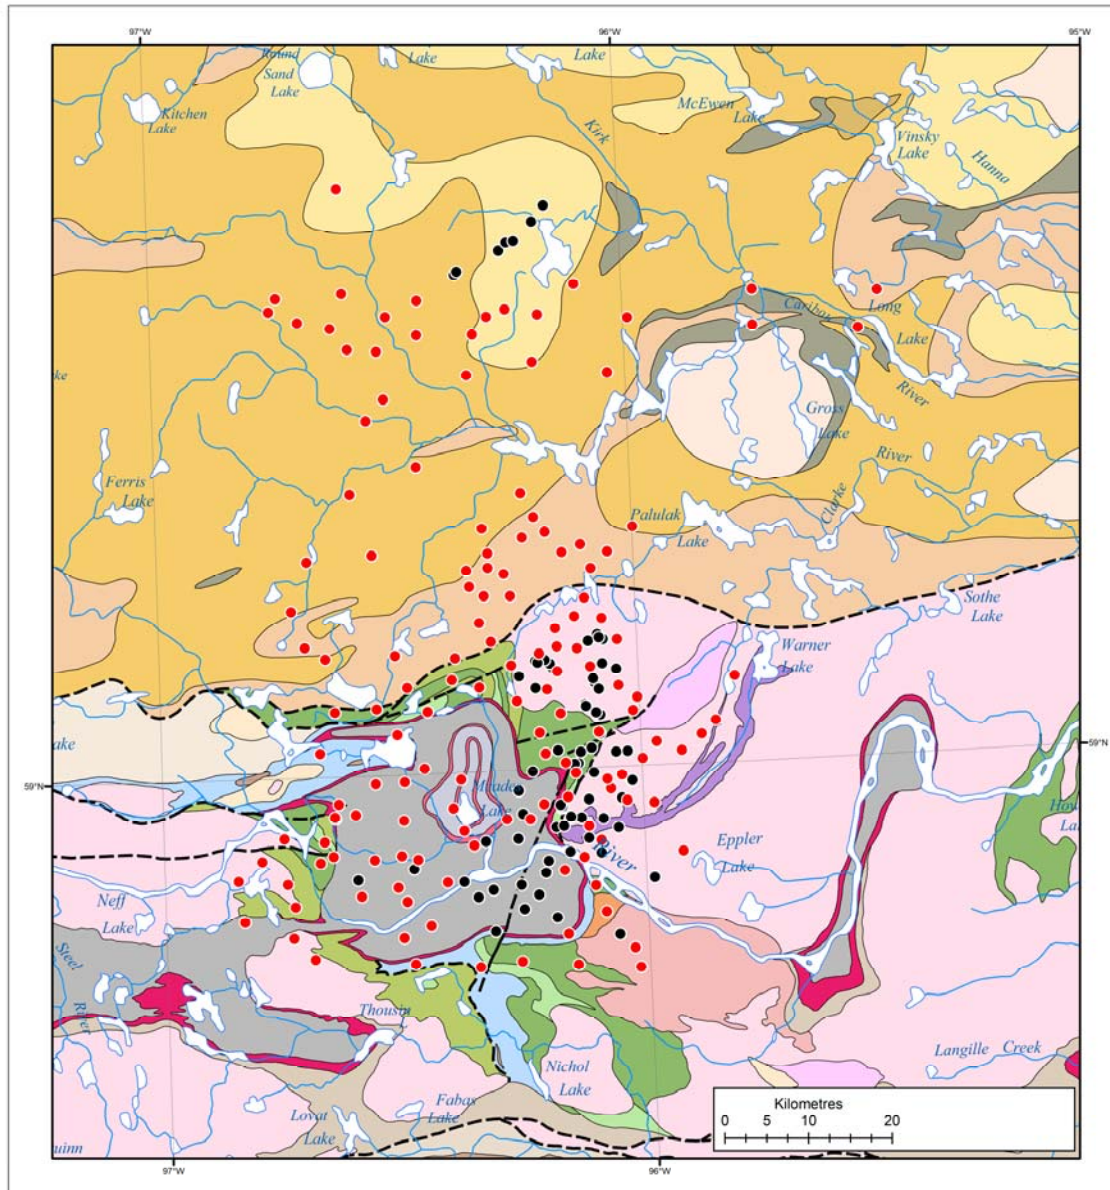 97°W
96°W
95°W
Round
Sand
Lake
Lake
Lake
Kitchen
Lake
McEwen
Lake
Kirk
Vinsky
Lake
Hanna
Caribou
Long
Lake
River
Gross
Lake
River
Clarke
Ferris
Lake
Palulak
Lake
Sothe
Lake
Warner
Lake
59°N
59°N
Lake
River
Eppler
Lake
Neff
Lake
Steel
River
Nichol
Lake
Langille Creek
Fabas
Lake
Lovat
Lake
uinn
ake
Kilometres
0 5 10 20
97°W
96°W